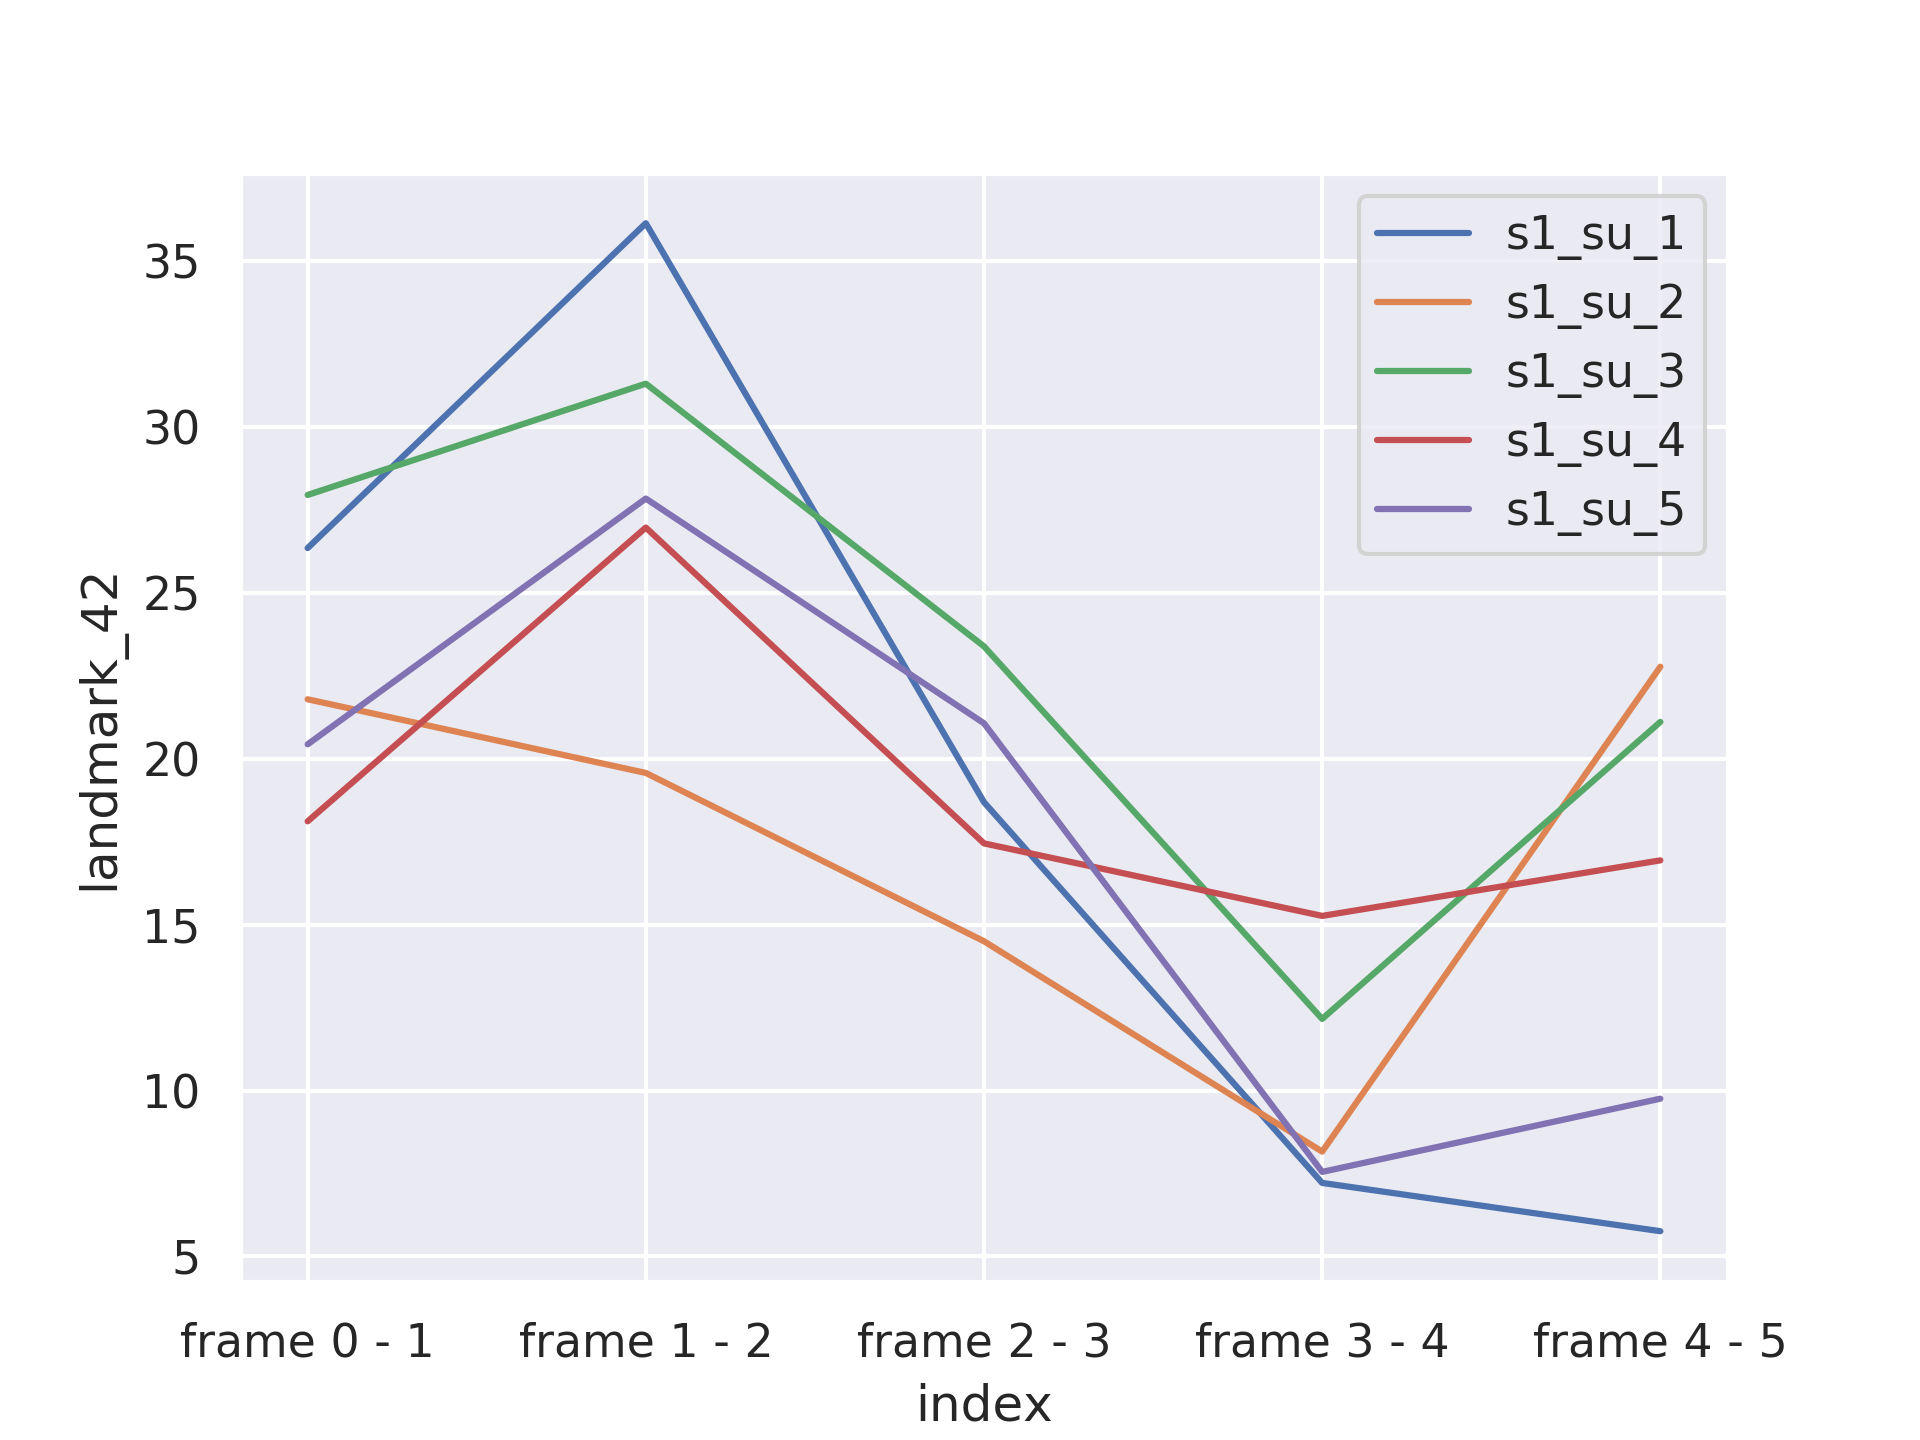 s1_su_1
s1_su_2
s1_su_3
s1_su_4
s1_su_5
landmark_42
35
30
25
20
15
10
5
frame 0 - 1
frame 1 - 2
frame 2 - 3
frame 3 - 4
frame 4 - 5
index